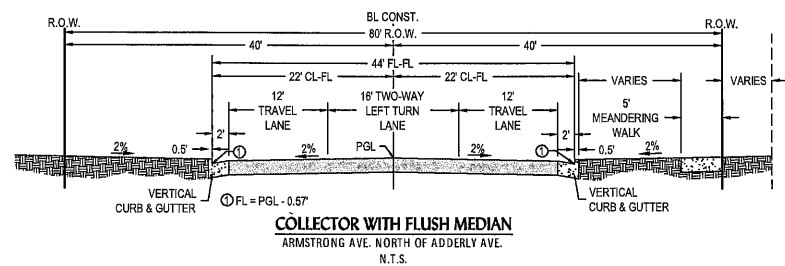 BL CONST.
R.O.W.
R.O.W.
80' R.O.W.
40'
40'
44' FL-FL
22' CL-FL
22' CL-FL
VARIES
VARIES
12'
TRAVEL
LANE
16' TWO-WAY
LEFT TURN
LANE
12'
TRAVEL
LANE
5'
MEANDERING
WALK
2'
2'
2%
0.5'
1
2%
PGL
2%
1
0.5'
2%
VERTICAL
CURB & GUTTER
1 FL = PGL - 0.57'
VERTICAL
CURB & GUTTER
COLLECTOR WITH FLUSH MEDIAN
ARMSTRONG AVE. NORTH OF ADDERLY AVE.
N.T.S.